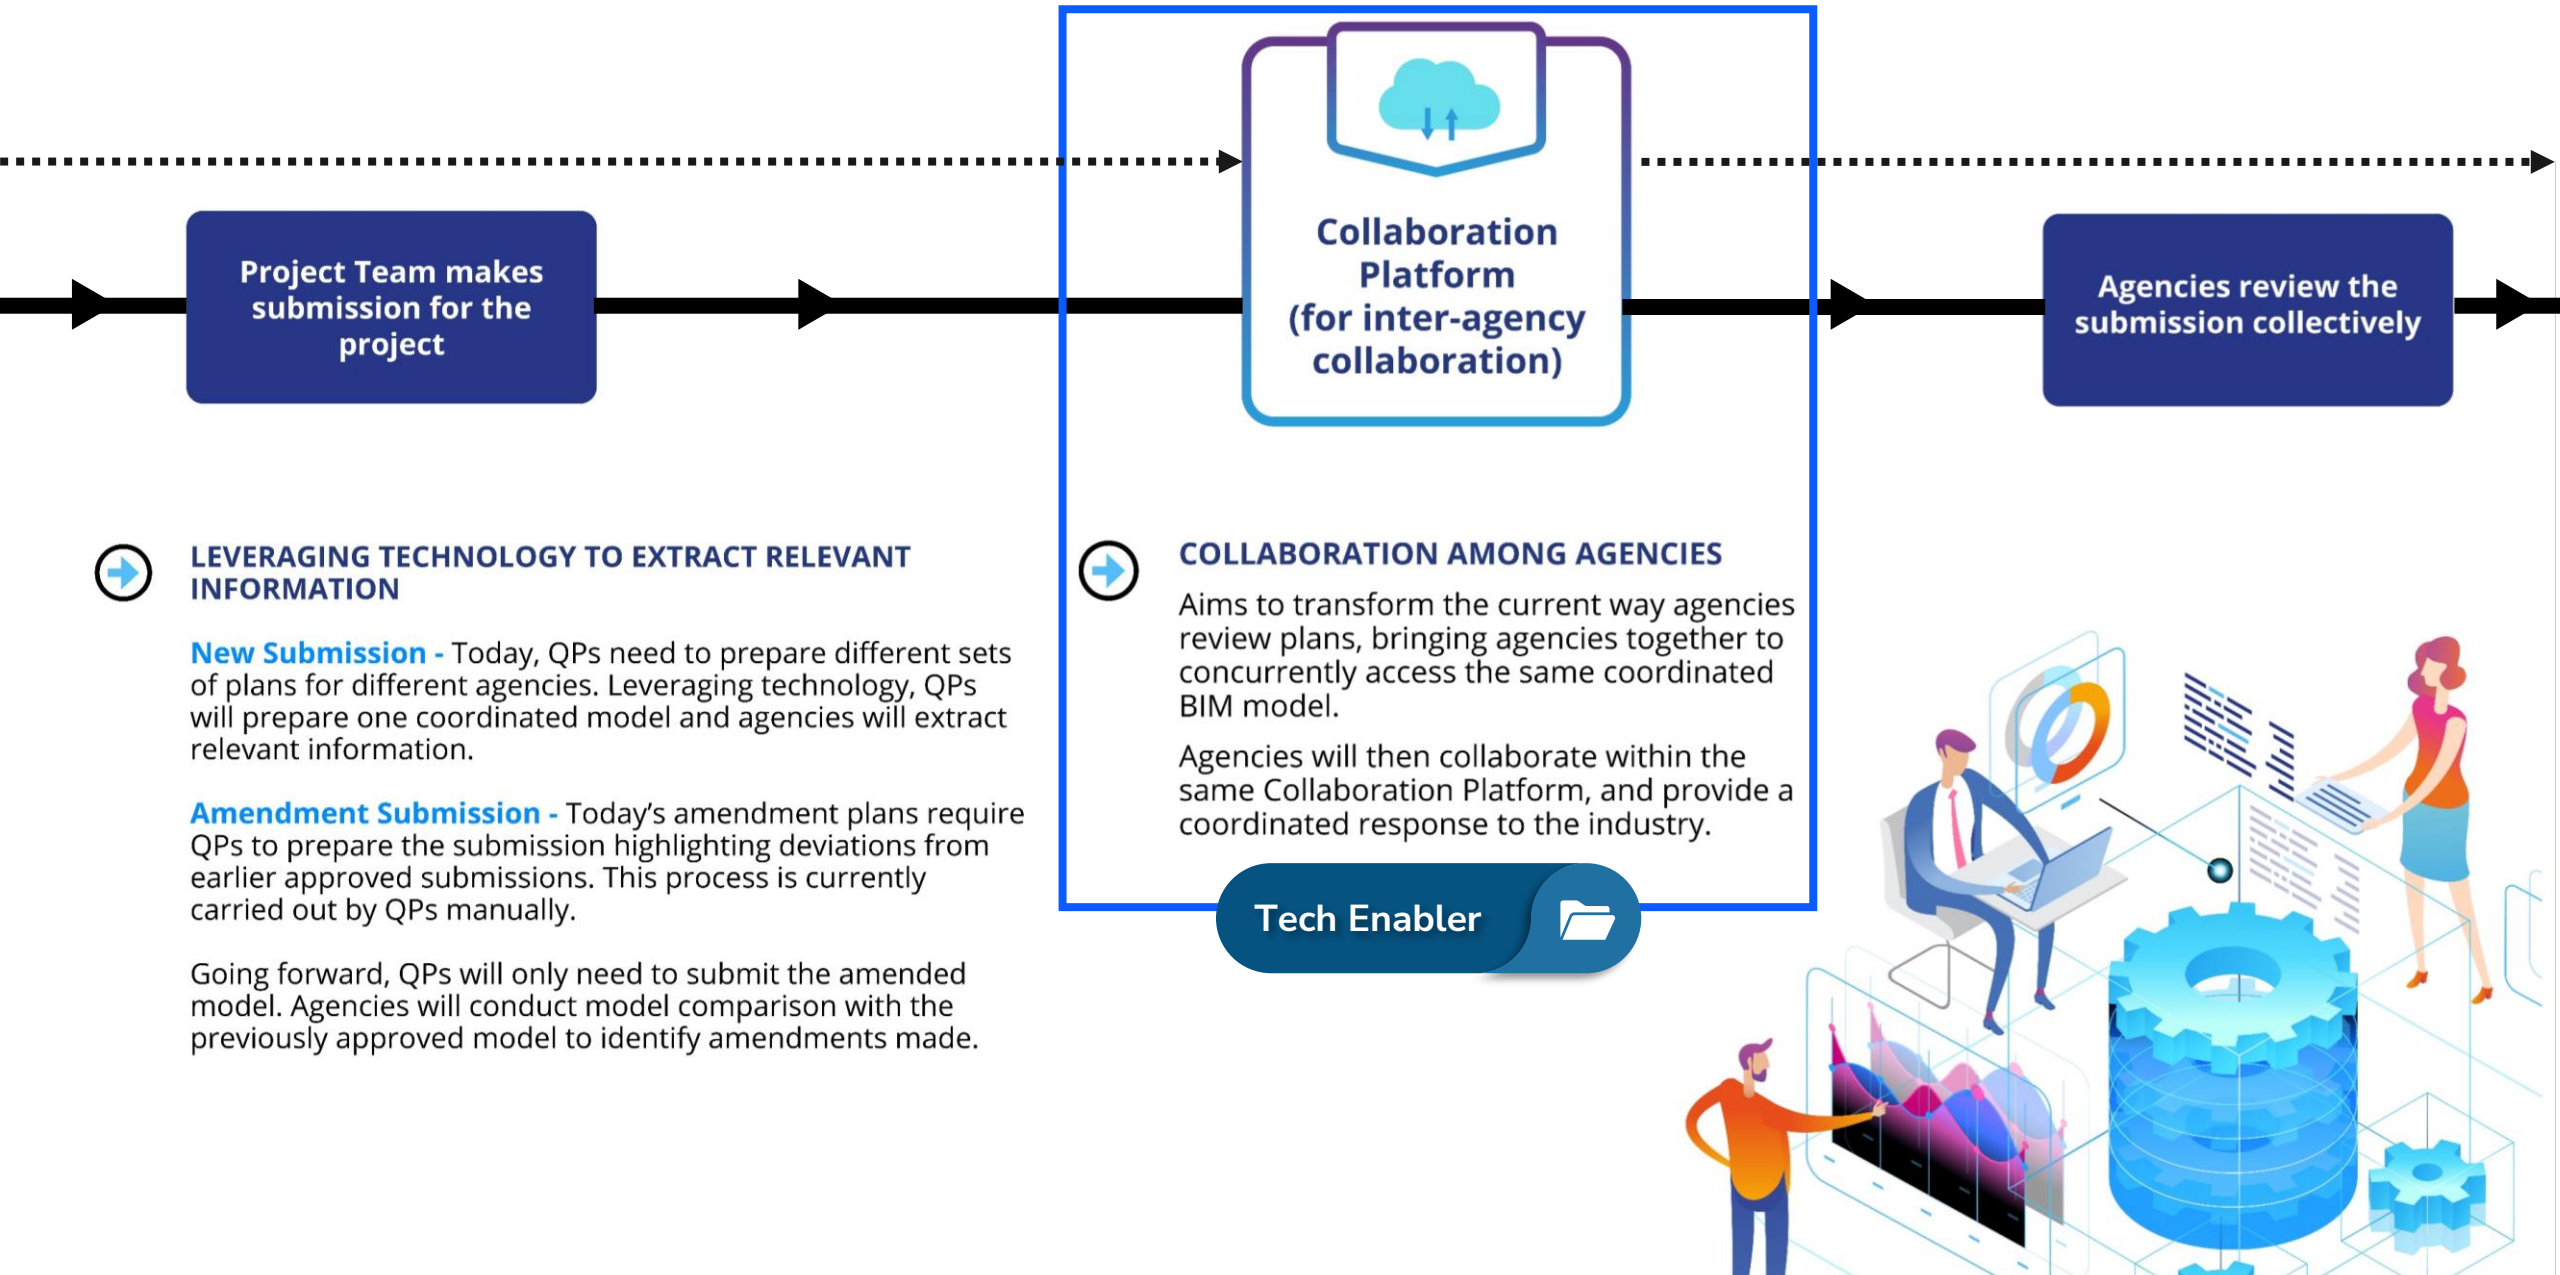 Project Team makes
submission for the
project
Collaboration
Platform
(for inter-agency
collaboration)
Agencies review the
submission collectively
LEVERAGING TECHNOLOGY TO EXTRACT RELEVANT
INFORMATION
New Submission - Today, QPs need to prepare different sets
of plans for different agencies. Leveraging technology, QPs
will prepare one coordinated model and agencies will extract
relevant information.
Amendment Submission - Today's amendment plans require
QPs to prepare the submission highlighting deviations from
earlier approved submissions. This process is currently
carried out by QPs manually.
Going forward, QPs will only need to submit the amended
model. Agencies will conduct model comparison with the
previously approved model to identify amendments made.
COLLABORATION AMONG AGENCIES
Aims to transform the current way agencies
review plans, bringing agencies together to
concurrently access the same coordinated
BIM model.
Agencies will then collaborate within the
same Collaboration Platform, and provide a
coordinated response to the industry.
Tech Enabler